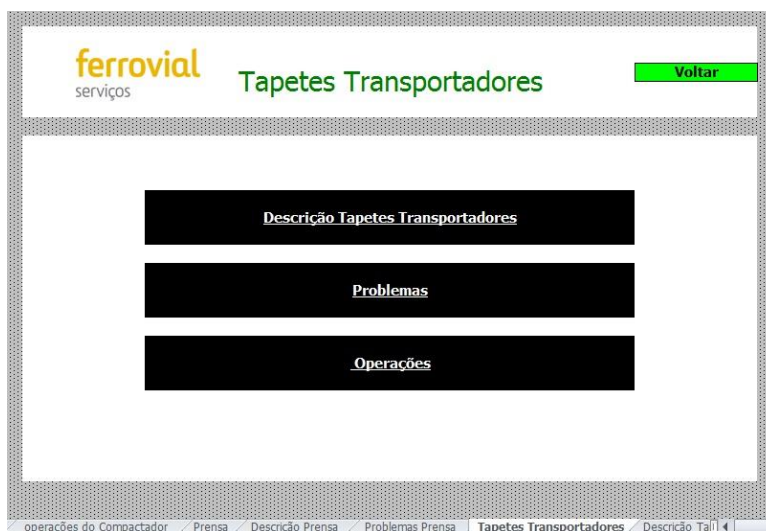 ferrovial
serviços
Tapetes Transportadores
Voltar
Descrição Tapetes Transportadores
Problemas
Operações
operações do Compactador Prensa Descrição Prensa Problemas Prensa Tapetes Transportadores Descrição